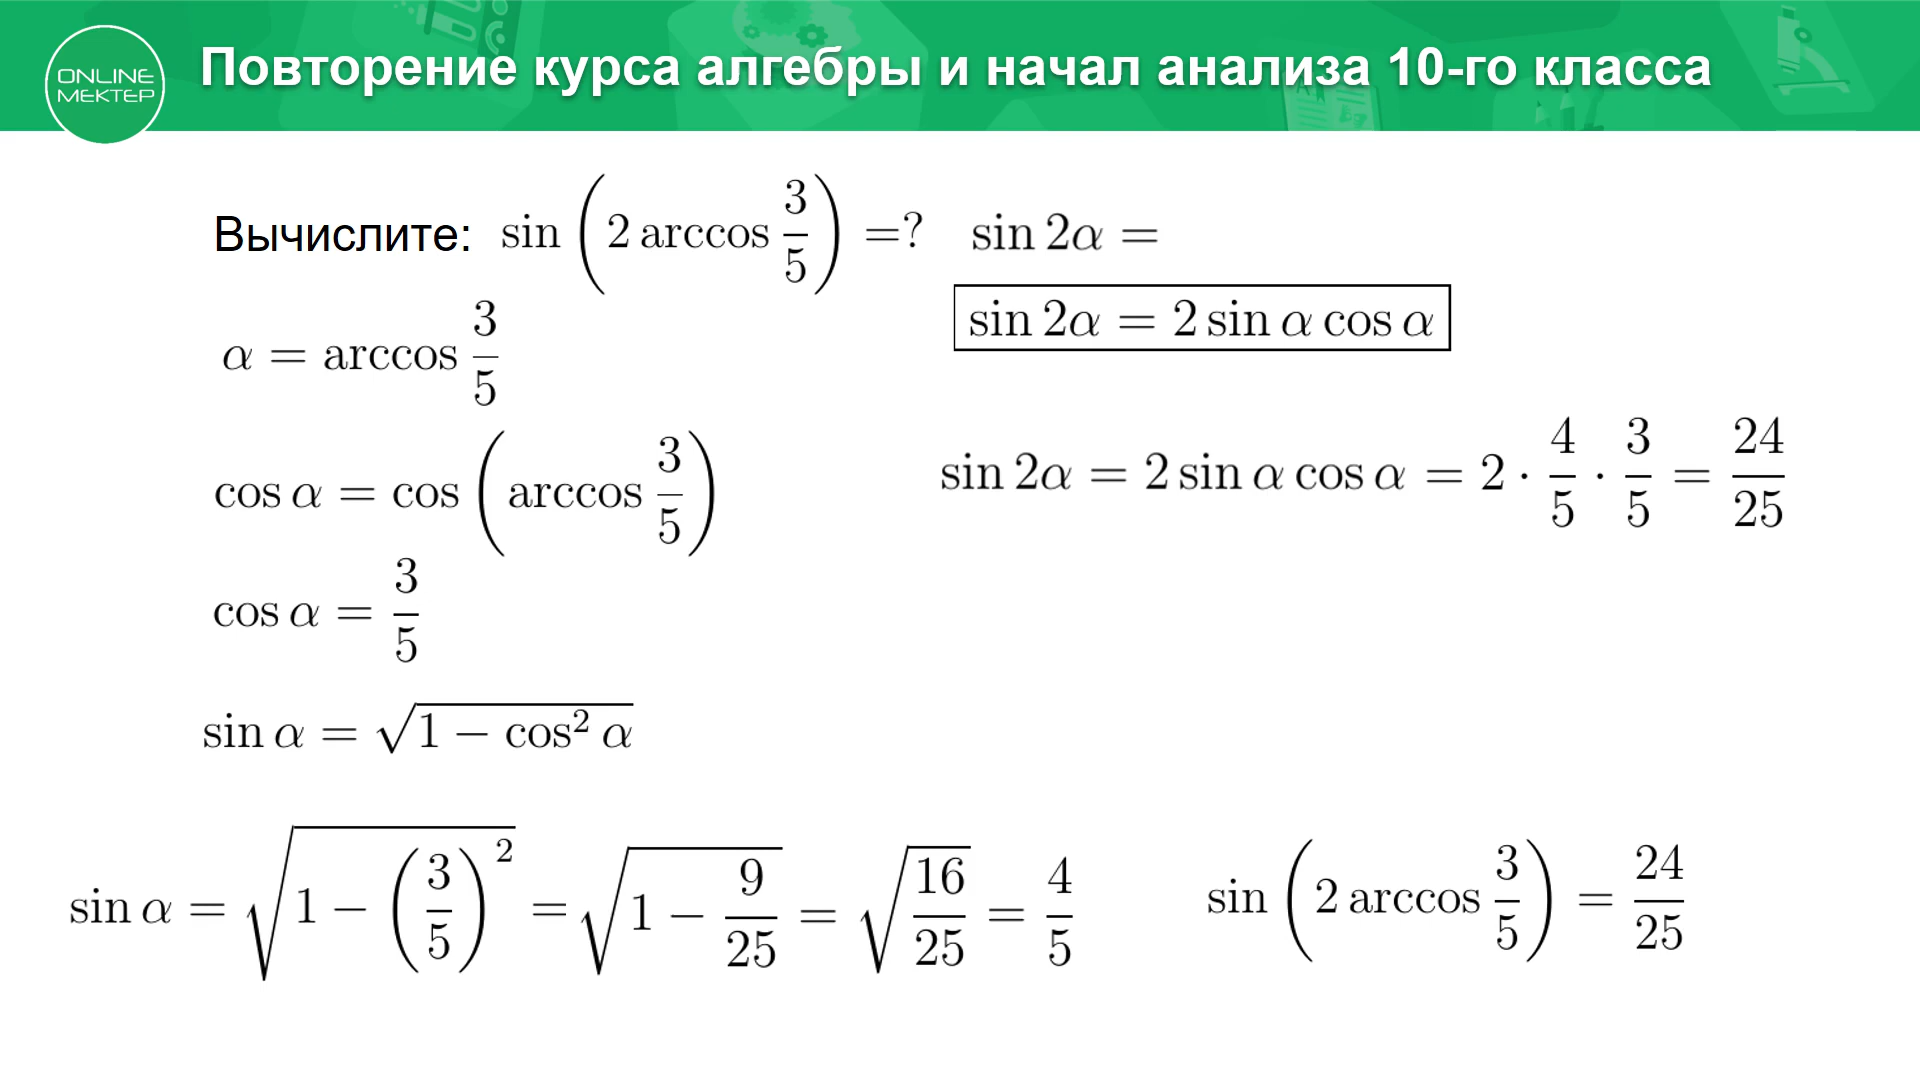 ONLINE
MEKTEP
Повторение курса алгебры и начал анализа 10-го класса
Вычислите: sin (2 arccos 3/5) =? sin 2α =
sin 2α = 2 sin α cos α
α = arccos 3/5
cos α = cos (arccos 3/5)
sin 2α = 2 sin α cos α = 2 · 4/5 · 3/5 = 24/25
cos α = 3/5
sin α = √(1 − cos² α)
sin α = √(1 − (3/5)²) = √(1 − 9/25) = √(16/25) = 4/5
sin (2 arccos 3/5) = 24/25